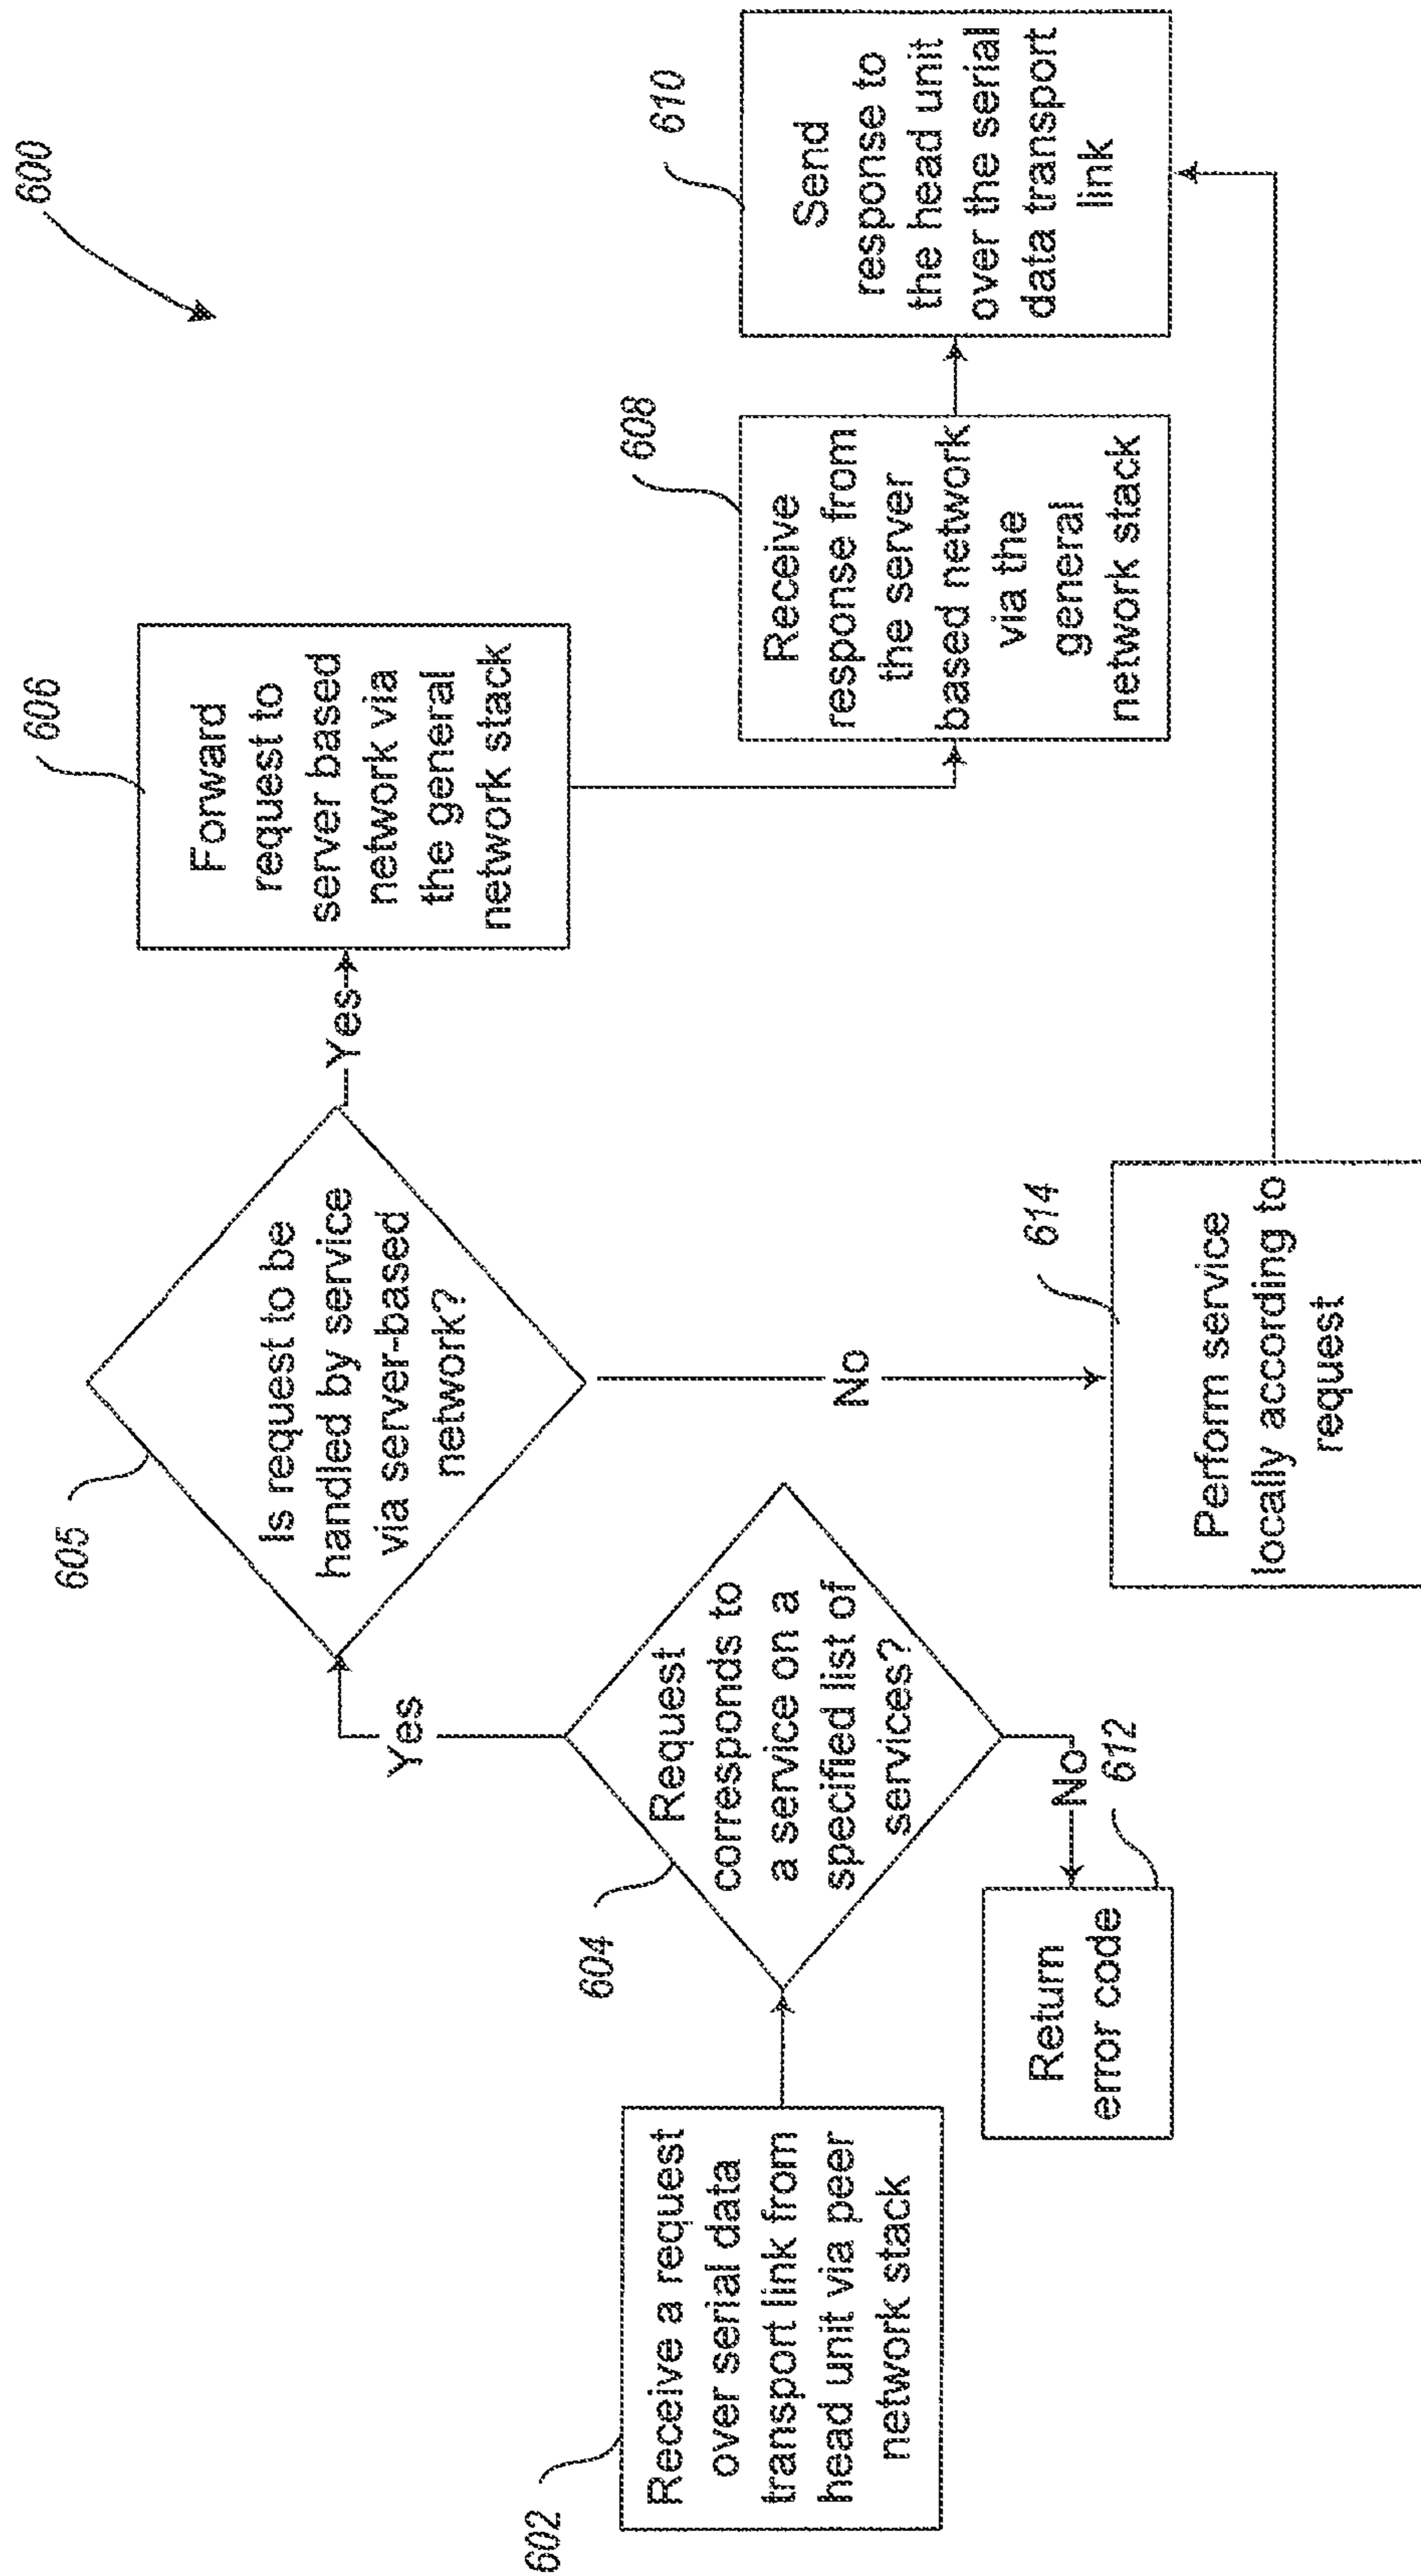 600
602
Receive a request
over serial data
transport link from
head unit via peer
network stack
604
Request
corresponds to
a service on a
specified list of
services?
Yes
No
612
Return
error code
605
Is request to be
handled by service
via server-based
network?
Yes
No
606
Forward
request to
server based
network via
the general
network stack
608
Receive
response from
the server
based network
via the
general
network stack
610
Send
response to
the head unit
over the serial
data transport
link
614
Perform service
locally according to
request